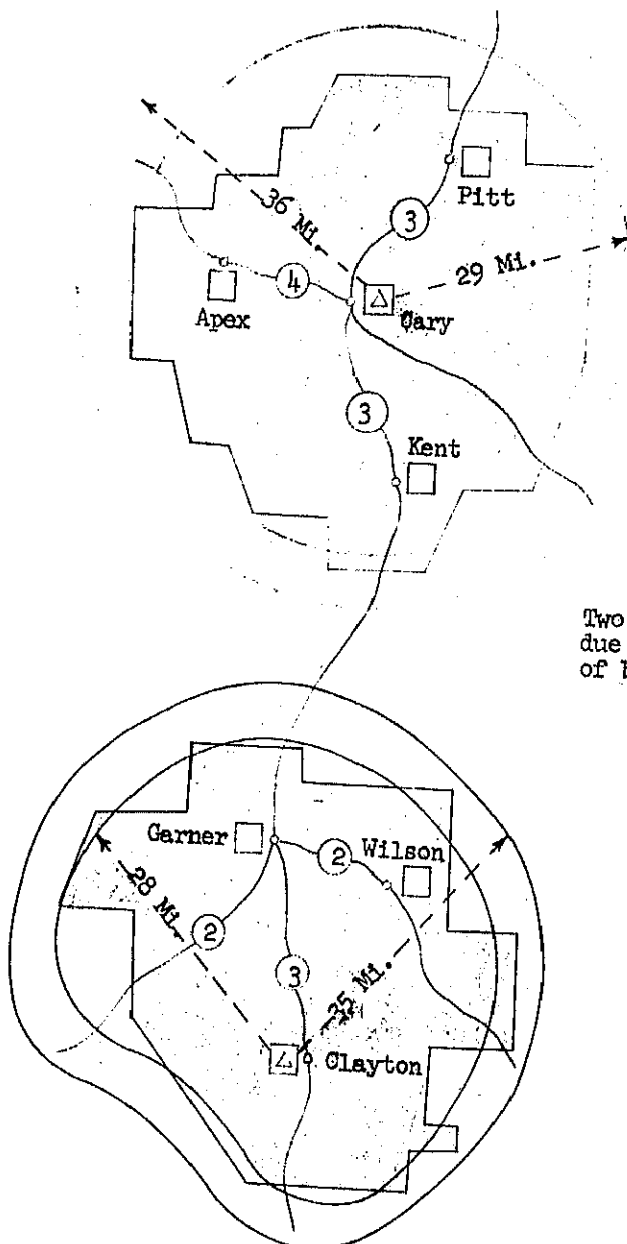 Pitt
36 Mi.
3
29 Mi.
4
Apex
Cary
3
Kent
Two
due
of
Garner
2
Wilson
28 Mi.
2
3
35 Mi.
Clayton